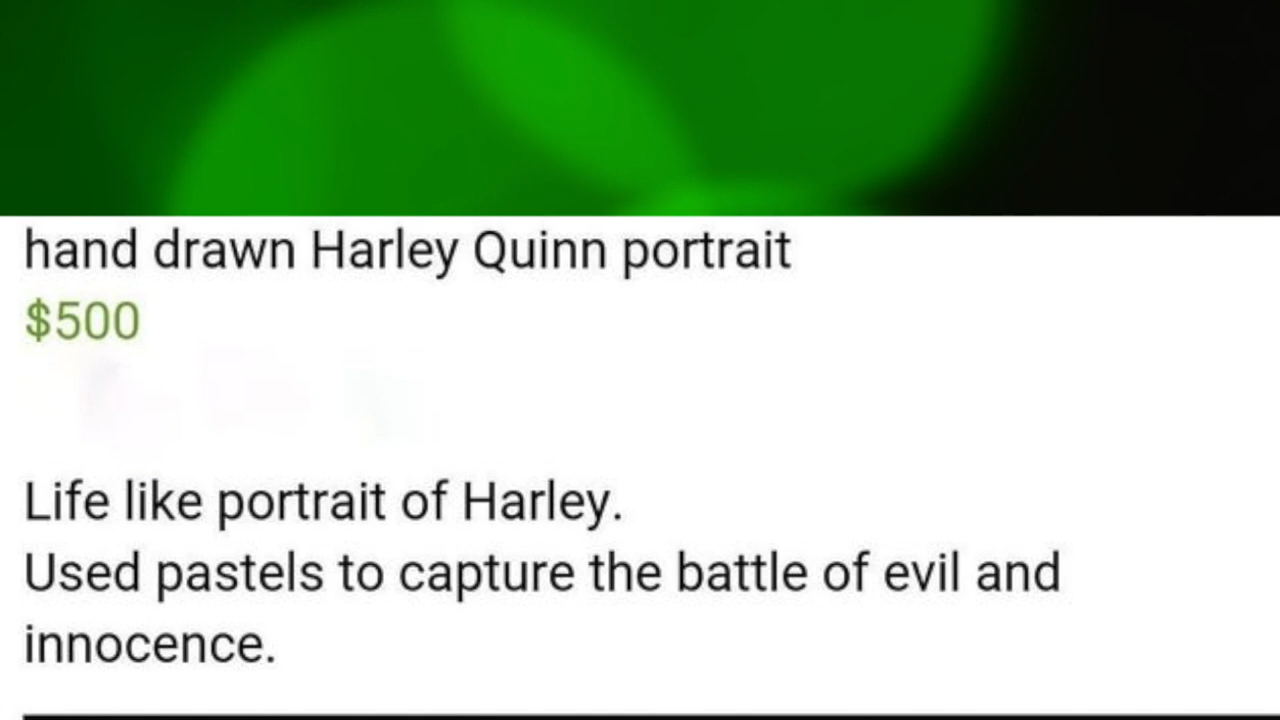 hand drawn Harley Quinn portrait
$500
Life like portrait of Harley.
Used pastels to capture the battle of evil and
innocence.